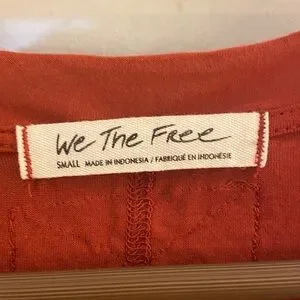 We The Free
SMALL MADE IN INDONESIA / FABRIQUÉ EN INDONÉSIE